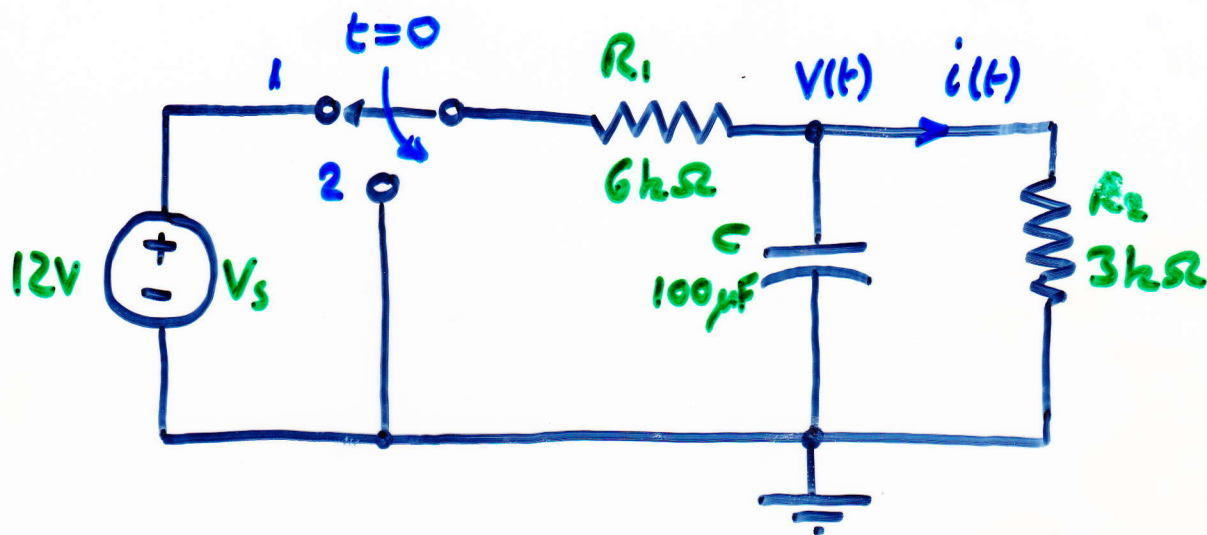 t=0
1
2
R₁
6kΩ
V(t)
i(t)
12V
+
-
Vs
C
100μF
R₂
3kΩ